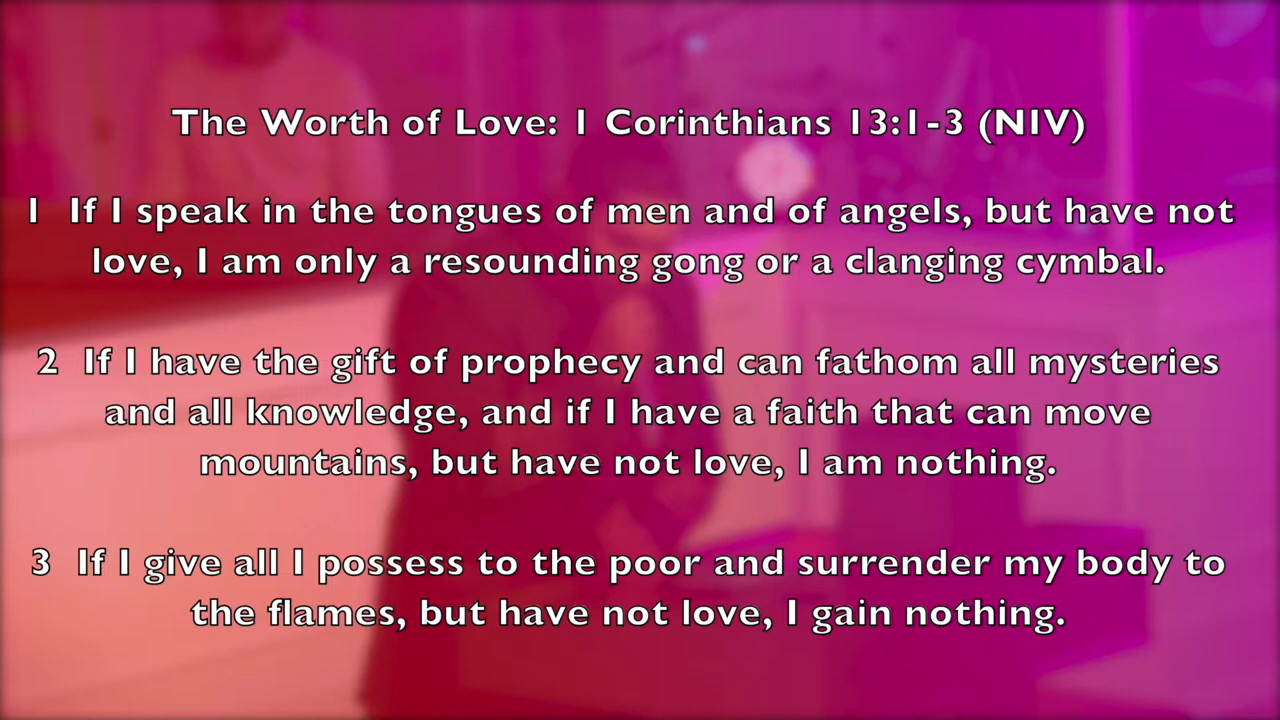 The Worth of Love: 1 Corinthians 13:1-3 (NIV)
1 If I speak in the tongues of men and of angels, but have not
love, I am only a resounding gong or a clanging cymbal.
2 If I have the gift of prophecy and can fathom all mysteries
and all knowledge, and if I have a faith that can move
mountains, but have not love, I am nothing.
3 If I give all I possess to the poor and surrender my body to
the flames, but have not love, I gain nothing.